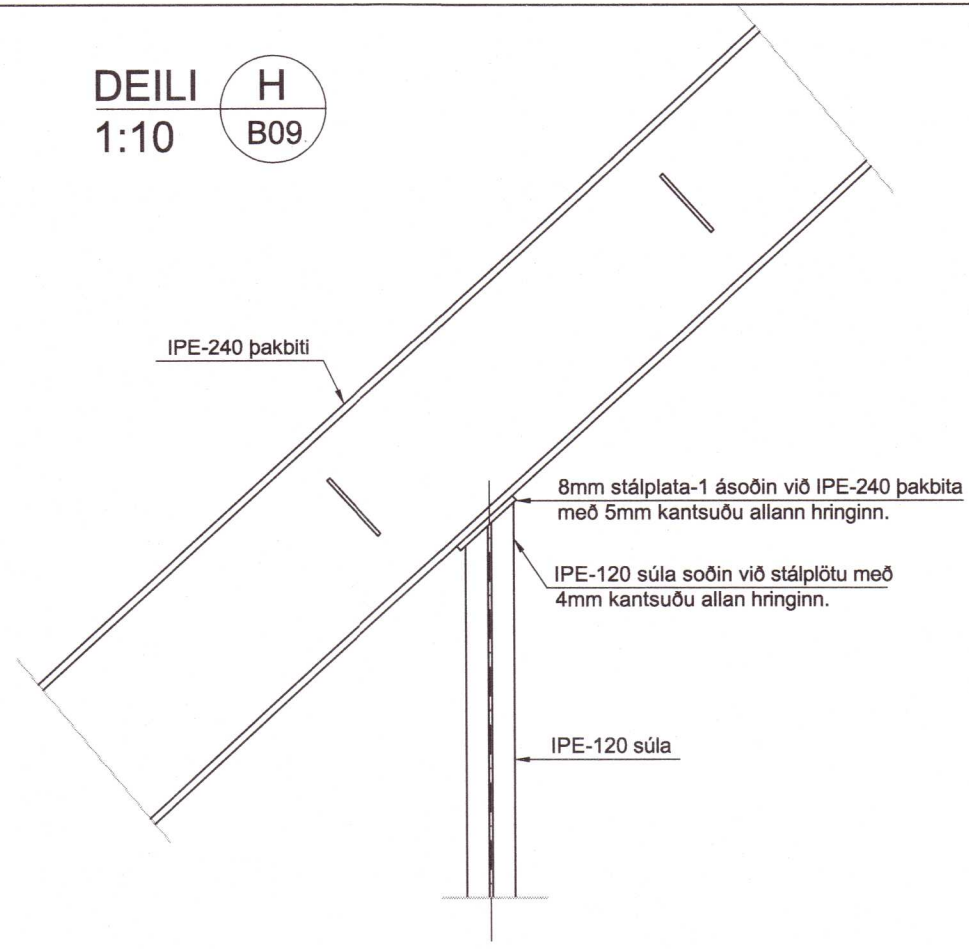 DEILI H
1:10 B09
IPE-240 þakbiti
8mm stálplata-1 ásoðin við IPE-240 þakbita
með 5mm kantsuðu allann hringinn.
IPE-120 súla soðin við stálplötu með
4mm kantsuðu allan hringinn.
IPE-120 súla